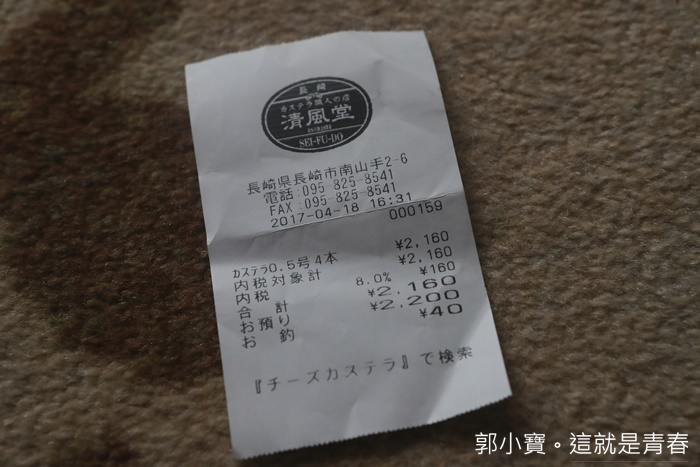 長崎
カステラ職人の店
清風堂
SEI-FU-DO
長崎県長崎市南山手2-6
電話:095-825-8541
FAX:095-825-8541
2017-04-18 16:31
000159
カステラ0.5号4本 ¥2,160
内税対象計 ¥2,160
内税 8.0% ¥160
合計 ¥2,160
お預り ¥2,200
お釣 ¥40
『チーズカステラ』で検索
郭小寶。這就是青春